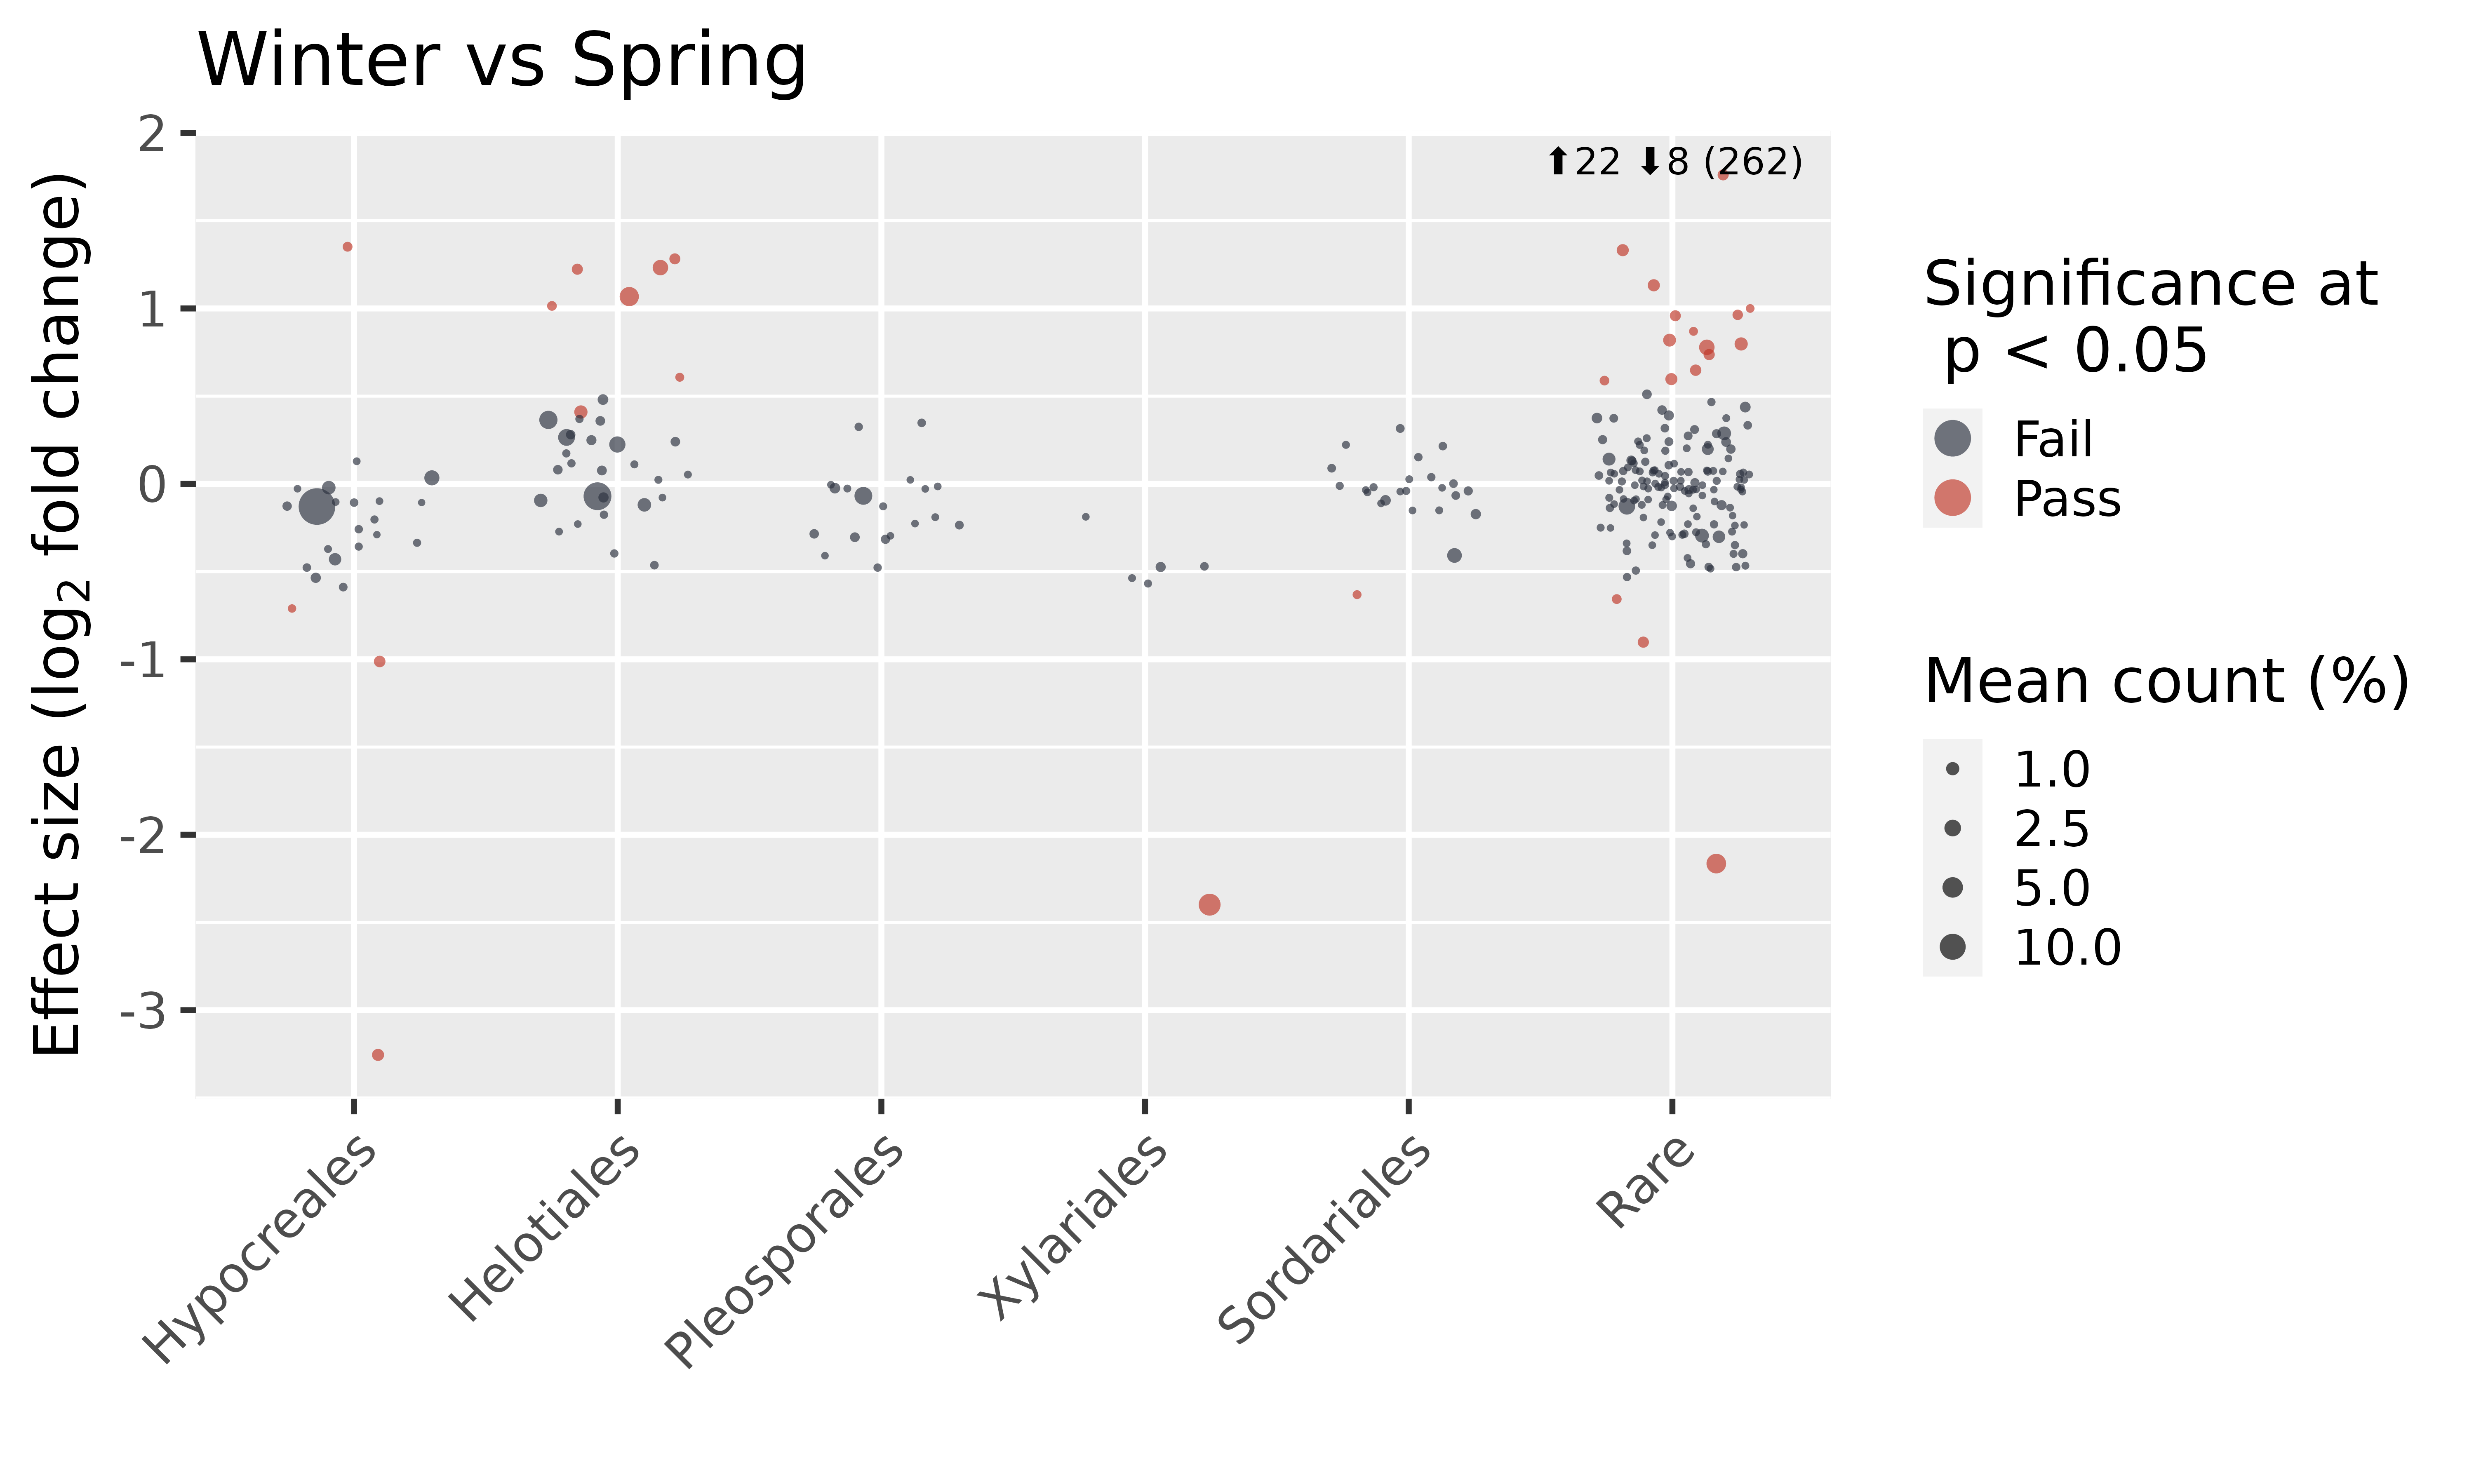 Winter vs Spring
⬆22 ⬇8 (262)
Effect size (log₂ fold change)
2
1
0
-1
-2
-3
Hypocreales
Helotiales
Pleosporales
Xylariales
Sordariales
Rare
Significance at
p < 0.05
Fail
Pass
Mean count (%)
1.0
2.5
5.0
10.0